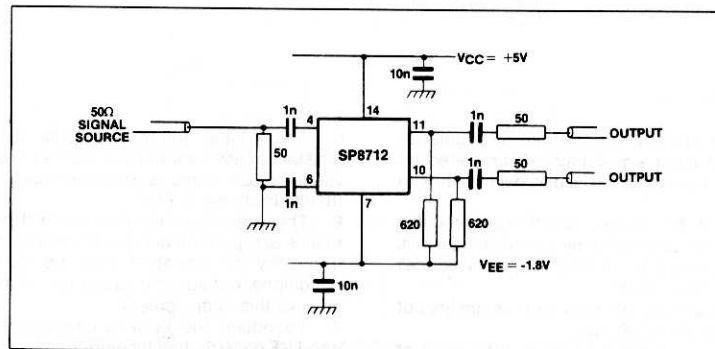 VCC = +5V
10n
14
50Ω
SIGNAL
SOURCE
1n
4
11
1n
50
OUTPUT
50
SP8712
1n
50
OUTPUT
6
10
1n
7
620
620
VEE = -1.8V
10n